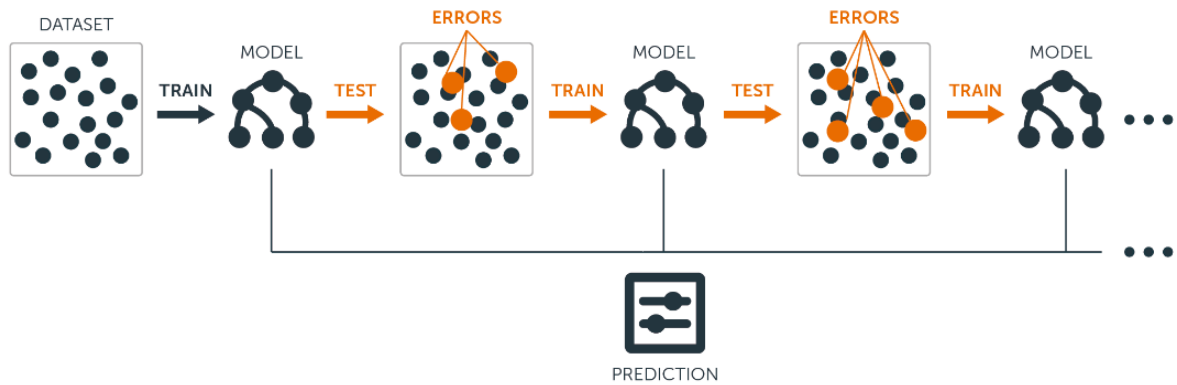 DATASET
MODEL
ERRORS
MODEL
ERRORS
MODEL
TRAIN
TEST
TRAIN
TEST
TRAIN
PREDICTION